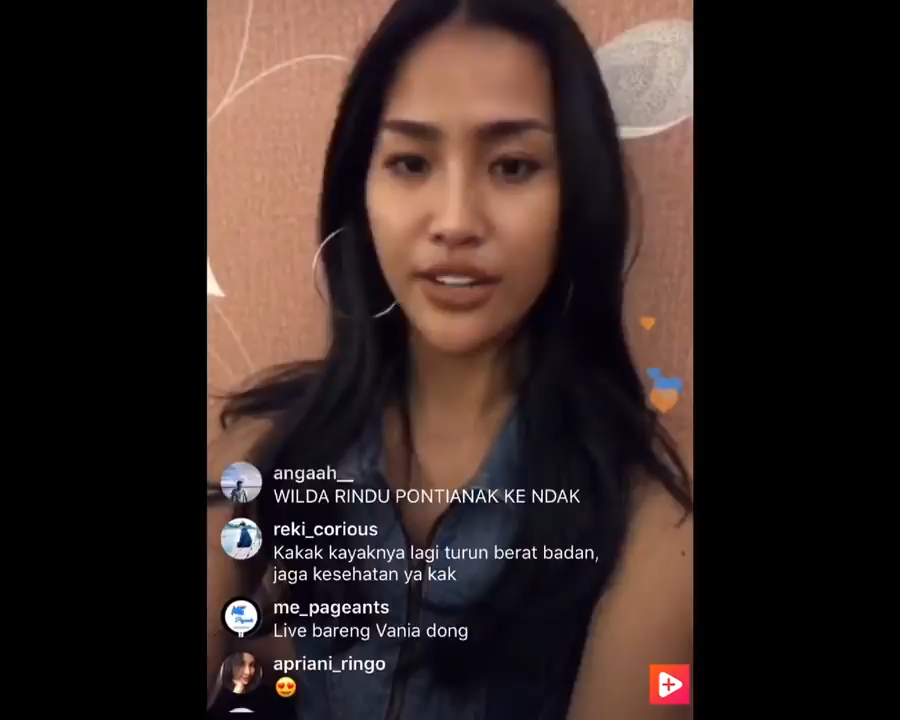 angaah__
WILDA RINDU PONTIANAK KE NDAK
reki_corious
Kakak kayaknya lagi turun berat badan,
jaga kesehatan ya kak
me_pageants
Live bareng Vania dong
apriani_ringo
😍